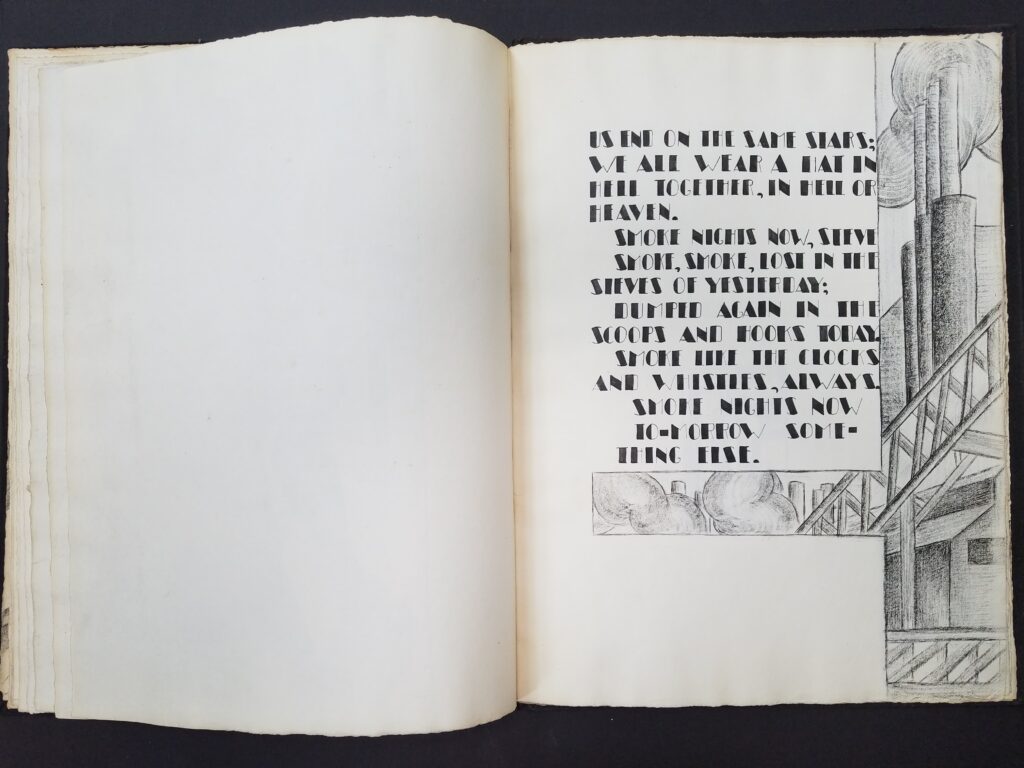 US END ON THE SAME STARS;
WE ALL WEAR A HAT IN
HELL TOGETHER, IN HELL OR
HEAVEN.
SMOKE NIGHTS NOW, STEVE
SMOKE, SMOKE, LOST IN THE
SIEVES OF YESTERDAY;
DUMPED AGAIN IN THE
SCOOPS AND HOOKS TODAY.
SMOKE LIKE THE CLOCKS
AND WHISTLES, ALWAYS.
SMOKE NIGHTS NOW
TO-MORROW SOME-
THING ELSE.